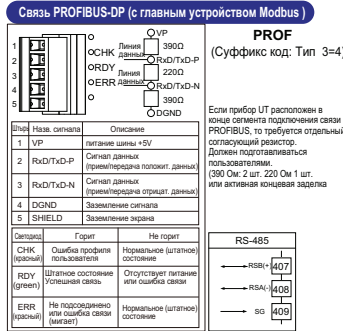 Связь PROFIBUS-DP (с главным устройством Modbus )
PROF
(Суффикс код: Тип 3=4)
1
2
3
4
5
CHK
RDY
ERR
Линия данных
Линия данных
VP
390Ω
RxD/TxD-P
220Ω
RxD/TxD-N
390Ω
DGND
Если прибор UT расположен в
конце сегмента подключения связи
PROFIBUS, то требуется отдельный
согласующий резистор.
Должен подготавливаться
пользователями.
(390 Ом: 2 шт. 220 Ом 1 шт.
или активная концевая заделка
Штырь Назв. сигнала Описание
1 VP питание шины +5V
2 RxD/TxD-P Сигнал данных
(прием/передача положит. данных)
3 RxD/TxD-N Сигнал данных
(прием/передача отрицат. данных)
4 DGND Заземление сигнала
5 SHIELD Заземление экрана
Светодиод Горит Не горит
CHK (красный) Ошибка профиля пользователя Нормальное (штатное) состояние
RDY (green) Штатное состояние Успешная связь Отсутствует питание или ошибка связи
ERR (красный) Не подсоединено или ошибка связи (мигает) Нормальное (штатное) состояние
RS-485
RSB(+) 407
RSA(-) 408
SG 409